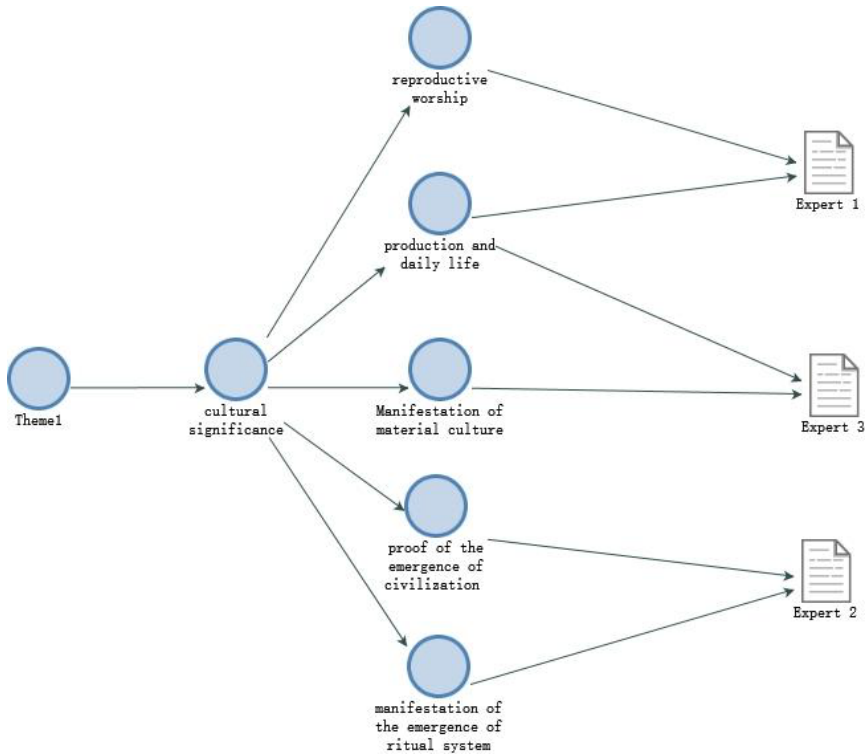 reproductive
worship
Expert 1
production and
daily life
Theme1
cultural
significance
Manifestation of
material culture
Expert 3
proof of the
emergence of
civilization
Expert 2
manifestation of
the emergence of
ritual system